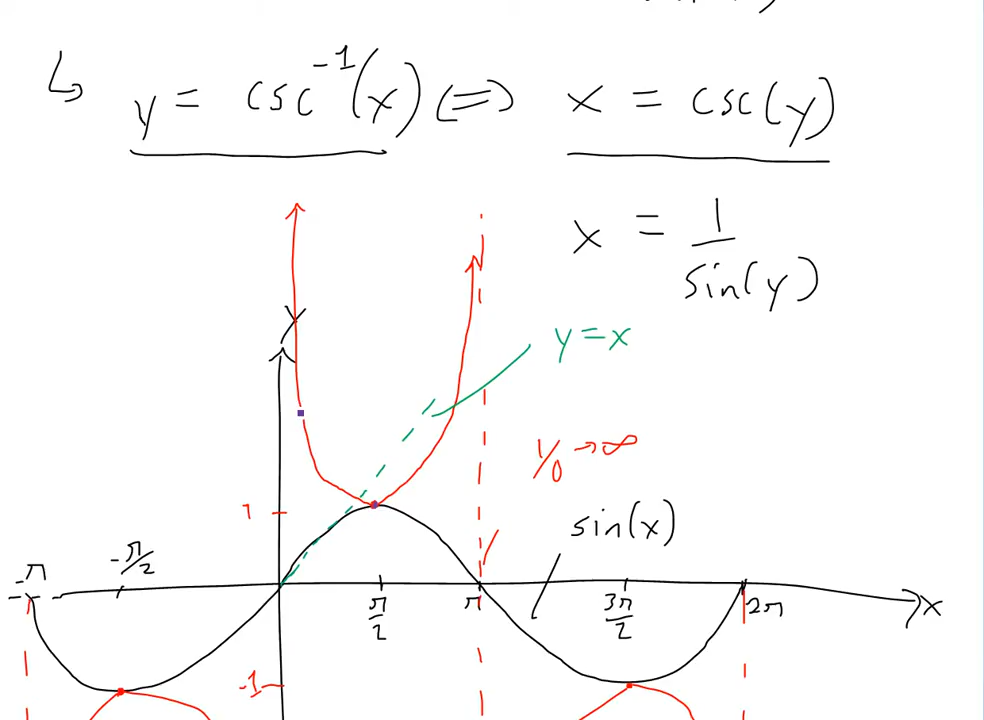 ↳ y = csc⁻¹(x) ⇔ x = csc(y)
x = 1/sin(y)
y
y = x
1/0 → ∞
1
sin(x)
-π
-π/2
π/2
π
3π/2
2π
x
-1